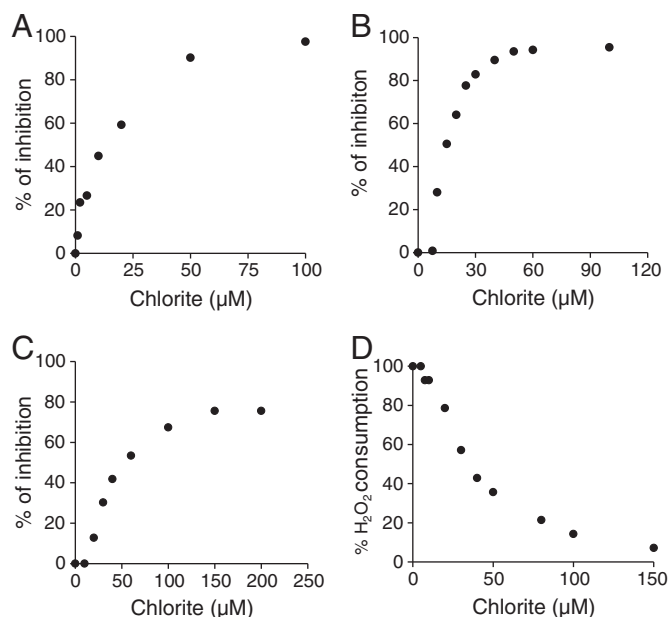 A
% of inhibition
100
80
60
40
20
0
0 25 50 75 100
Chlorite (µM)
B
% of inhibiton
100
80
60
40
20
0
0 30 60 90 120
Chlorite (µM)
C
% of inhibition
100
80
60
40
20
0
0 50 100 150 200 250
Chlorite (µM)
D
% H₂O₂ consumption
100
80
60
40
20
0
0 50 100 150
Chlorite (µM)